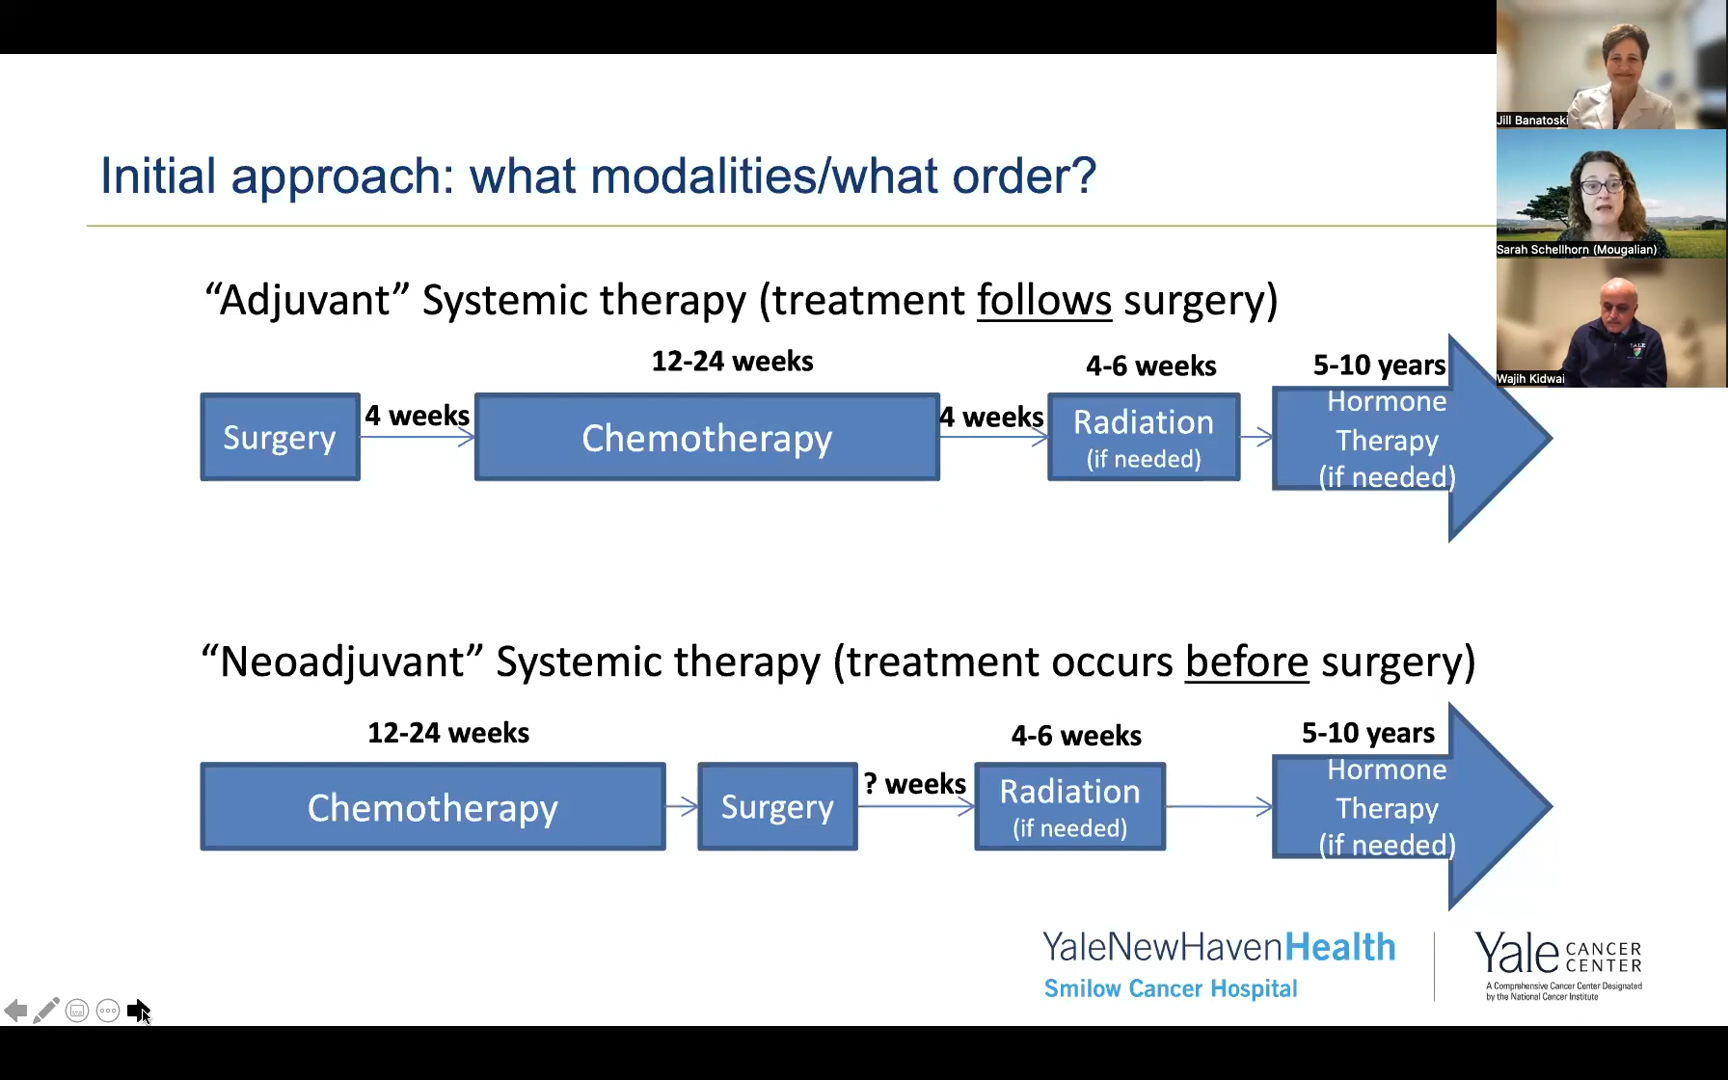 Jill Banatoski
Sarah Schellhorn (Mougalian)
Wajih Kidwai
Initial approach: what modalities/what order?
“Adjuvant” Systemic therapy (treatment follows surgery)
12-24 weeks
4-6 weeks
5-10 years
Surgery
4 weeks
Chemotherapy
4 weeks
Radiation
(if needed)
Hormone
Therapy
(if needed)
“Neoadjuvant” Systemic therapy (treatment occurs before surgery)
12-24 weeks
4-6 weeks
5-10 years
Chemotherapy
Surgery
? weeks
Radiation
(if needed)
Hormone
Therapy
(if needed)
YaleNewHavenHealth
Smilow Cancer Hospital
Yale CANCER
CENTER
A Comprehensive Cancer Center Designated
by the National Cancer Institute